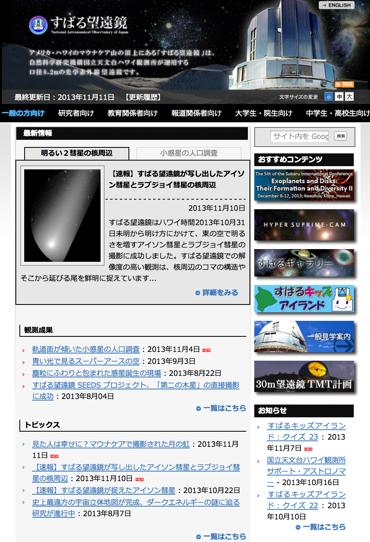 ENGLISH
すばる望遠鏡
National Astronomical Observatory of Japan
アメリカ・ハワイのマウナケア山の頂上にある「すばる望遠鏡」は、
自然科学研究機構国立天文台ハワイ観測所が運用する
口径8.2mの光学赤外線望遠鏡です。
最終更新日：2013年11月11日 【更新履歴】
文字サイズの変更 小 中 大
一般の方向け 研究者向け 教育関係者向け 報道関係者向け 大学生・院生向け 中学生・高校生向け
最新情報
明るい２彗星の核周辺 小惑星の人口調査
【速報】すばる望遠鏡が写し出したアイソ
ン彗星とラブジョイ彗星の核周辺
2013年11月10日
すばる望遠鏡はハワイ時間2013年10月31
日未明から明け方にかけて、東の空で明る
さを増すアイソン彗星とラブジョイ彗星の
撮影に成功しました。すばる望遠鏡での解
像度の高い観測は、核周辺のコマの構造や
そこから延びる尾を鮮明に捉えています...
詳細をみる
観測成果
軌道面が傾いた小惑星の人口調査：2013年11月4日
青い光で見るスーパーアースの空：2013年9月3日
塵粒にふわりと包まれた惑星誕生の現場：2013年8月22日
すばる望遠鏡 SEEDS プロジェクト、「第二の木星」の直接撮影
に成功：2013年8月04日
一覧はこちら
トピックス
見た人は幸せに？マウナケアで撮影された月の虹：2013年11月
11日
【速報】すばる望遠鏡が写し出したアイソン彗星とラブジョイ彗
星の核周辺：2013年11月10日
【速報】すばる望遠鏡が捉えたアイソン彗星：2013年10月22日
史上最遠方の宇宙立体地図が完成、ダークエネルギーの謎に迫る
研究が進行中：2013年8月7日
一覧はこちら
サイト内を Goo 検索
おすすめコンテンツ
The 5th of the Subaru International Conference
Exoplanets and Disks:
Their Formation and Diversity II
December 8-12, 2013, Keauhou Kona, Hawaii
HYPER SUPRIME-CAM
すばるギャラリー
すばるキッズ
アイランド
一般見学案内
30m望遠鏡 TMT計画
お知らせ
すばるキッズアイラン
ド：クイズ 23：2013
年11月7日
国立天文台ハワイ観測所
サポート・アストロノマ
ー・2013年10月16日
すばるキッズアイラン
ド：クイズ 22：2013
年10月10日
一覧はこちら